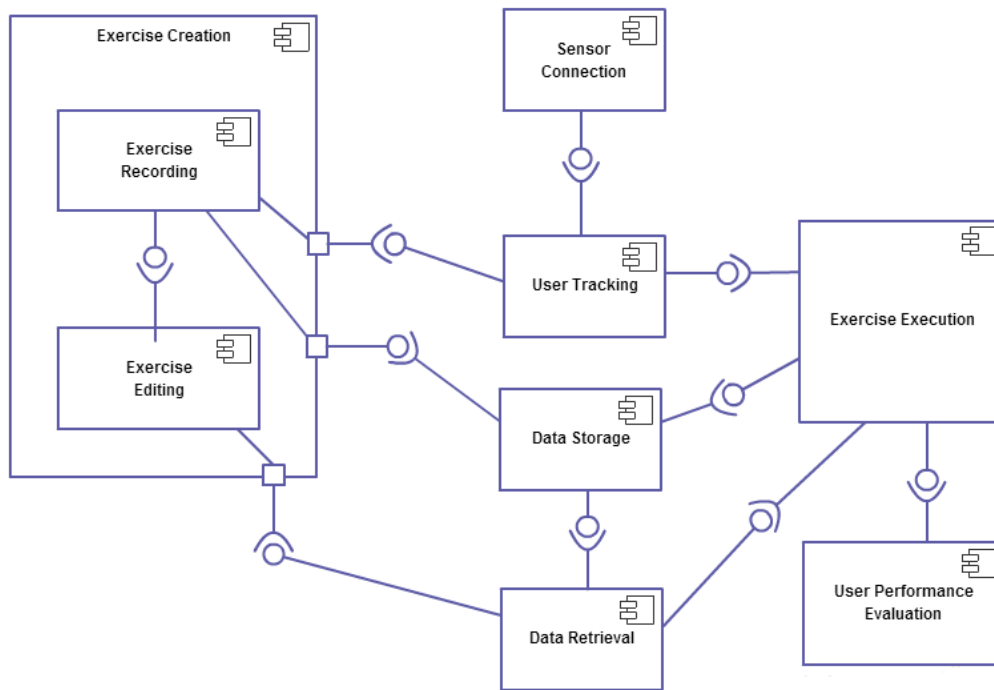 Exercise Creation
Sensor
Connection
Exercise
Recording
User Tracking
Exercise Execution
Exercise
Editing
Data Storage
User Performance
Evaluation
Data Retrieval